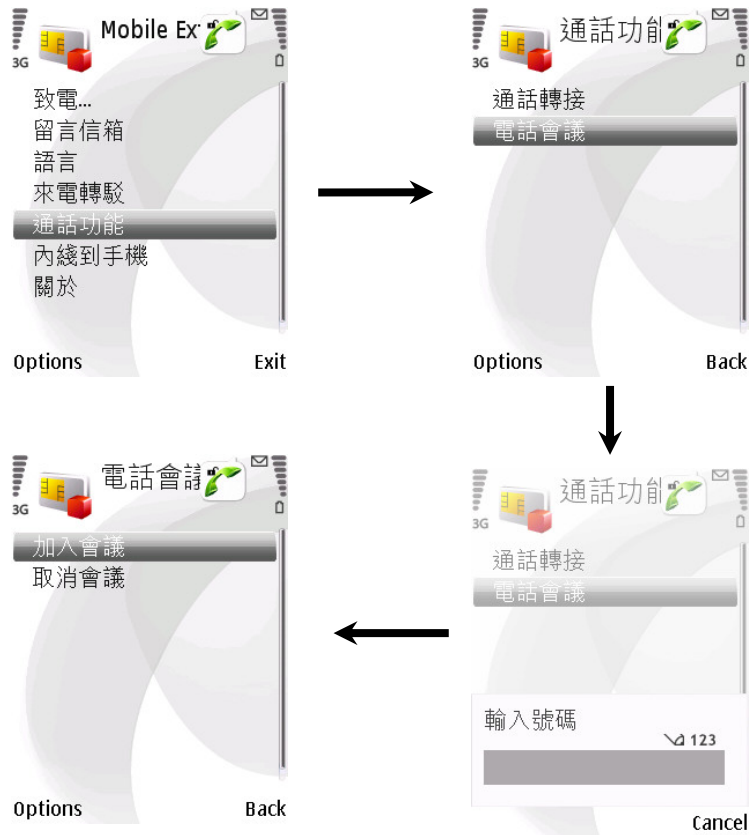 Mobile Ex
3G
致電...
留言信箱
語言
來電轉駁
通話功能
內綫到手機
關於
Options Exit
通話功能
3G
通話轉接
電話會議
Options Back
通話功能
3G
通話轉接
電話會議
輸入號碼
123
Cancel
電話會議
3G
加入會議
取消會議
Options Back